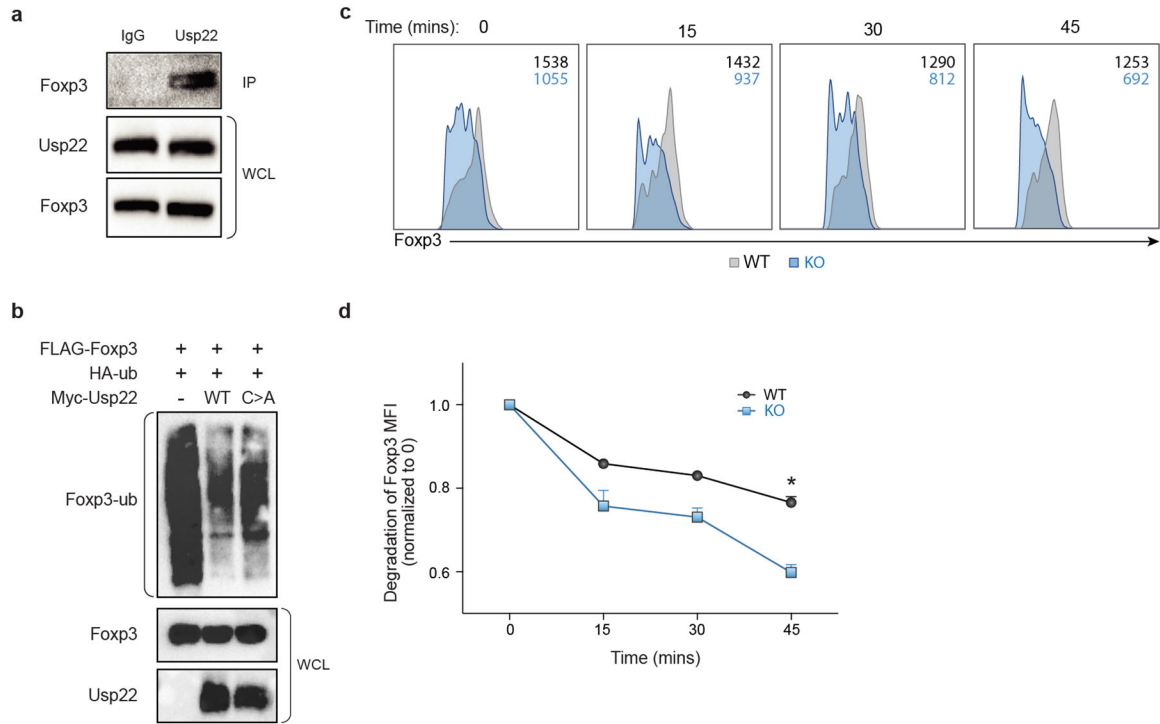 a
IgG Usp22
Foxp3 IP
Usp22
WCL
Foxp3
b
FLAG-Foxp3 + + +
HA-ub + + +
Myc-Usp22 - WT C>A
Foxp3-ub
Foxp3
WCL
Usp22
c
Time (mins): 0 15 30 45
1538 1432 1290 1253
1055 937 812 692
Foxp3
WT KO
d
WT
KO
1.0
0.8
0.6
*
Degradation of Foxp3 MFI
(normalized to 0)
0 15 30 45
Time (mins)